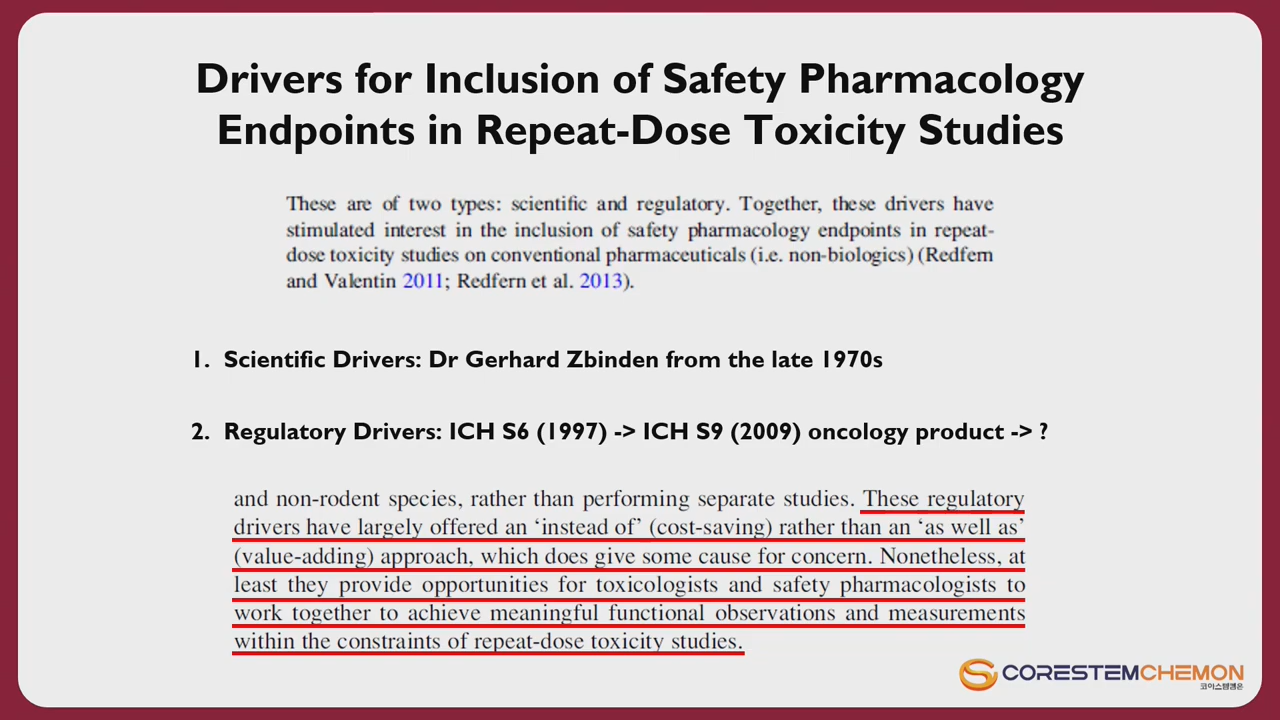 Drivers for Inclusion of Safety Pharmacology
Endpoints in Repeat-Dose Toxicity Studies
These are of two types: scientific and regulatory. Together, these drivers have
stimulated interest in the inclusion of safety pharmacology endpoints in repeat-
dose toxicity studies on conventional pharmaceuticals (i.e. non-biologics) (Redfern
and Valentin 2011; Redfern et al. 2013).
1. Scientific Drivers: Dr Gerhard Zbinden from the late 1970s
2. Regulatory Drivers: ICH S6 (1997) -> ICH S9 (2009) oncology product -> ?
and non-rodent species, rather than performing separate studies. These regulatory
drivers have largely offered an ‘instead of’ (cost-saving) rather than an ‘as well as’
(value-adding) approach, which does give some cause for concern. Nonetheless, at
least they provide opportunities for toxicologists and safety pharmacologists to
work together to achieve meaningful functional observations and measurements
within the constraints of repeat-dose toxicity studies.
CORESTEMCHEMON
코아스템켐온